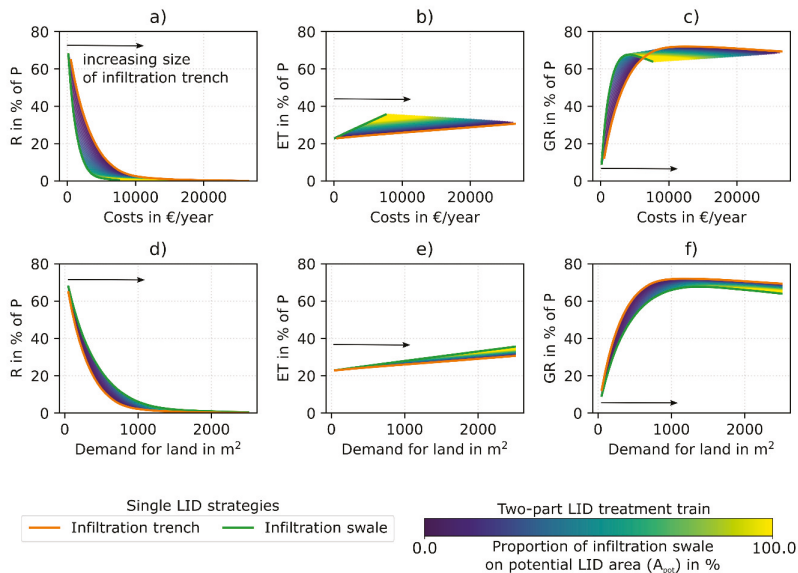 a)
R in % of P
80
60
40
20
0
increasing size
of infiltration trench
0
10000
20000
Costs in €/year
b)
ET in % of P
80
60
40
20
0
0
10000
20000
Costs in €/year
c)
GR in % of P
80
60
40
20
0
0
10000
20000
Costs in €/year
d)
R in % of P
80
60
40
20
0
0
1000
2000
Demand for land in m²
e)
ET in % of P
80
60
40
20
0
0
1000
2000
Demand for land in m²
f)
GR in % of P
80
60
40
20
0
0
1000
2000
Demand for land in m²
Single LID strategies
Infiltration trench
Infiltration swale
Two-part LID treatment train
0.0
100.0
Proportion of infiltration swale
on potential LID area (Apot) in %